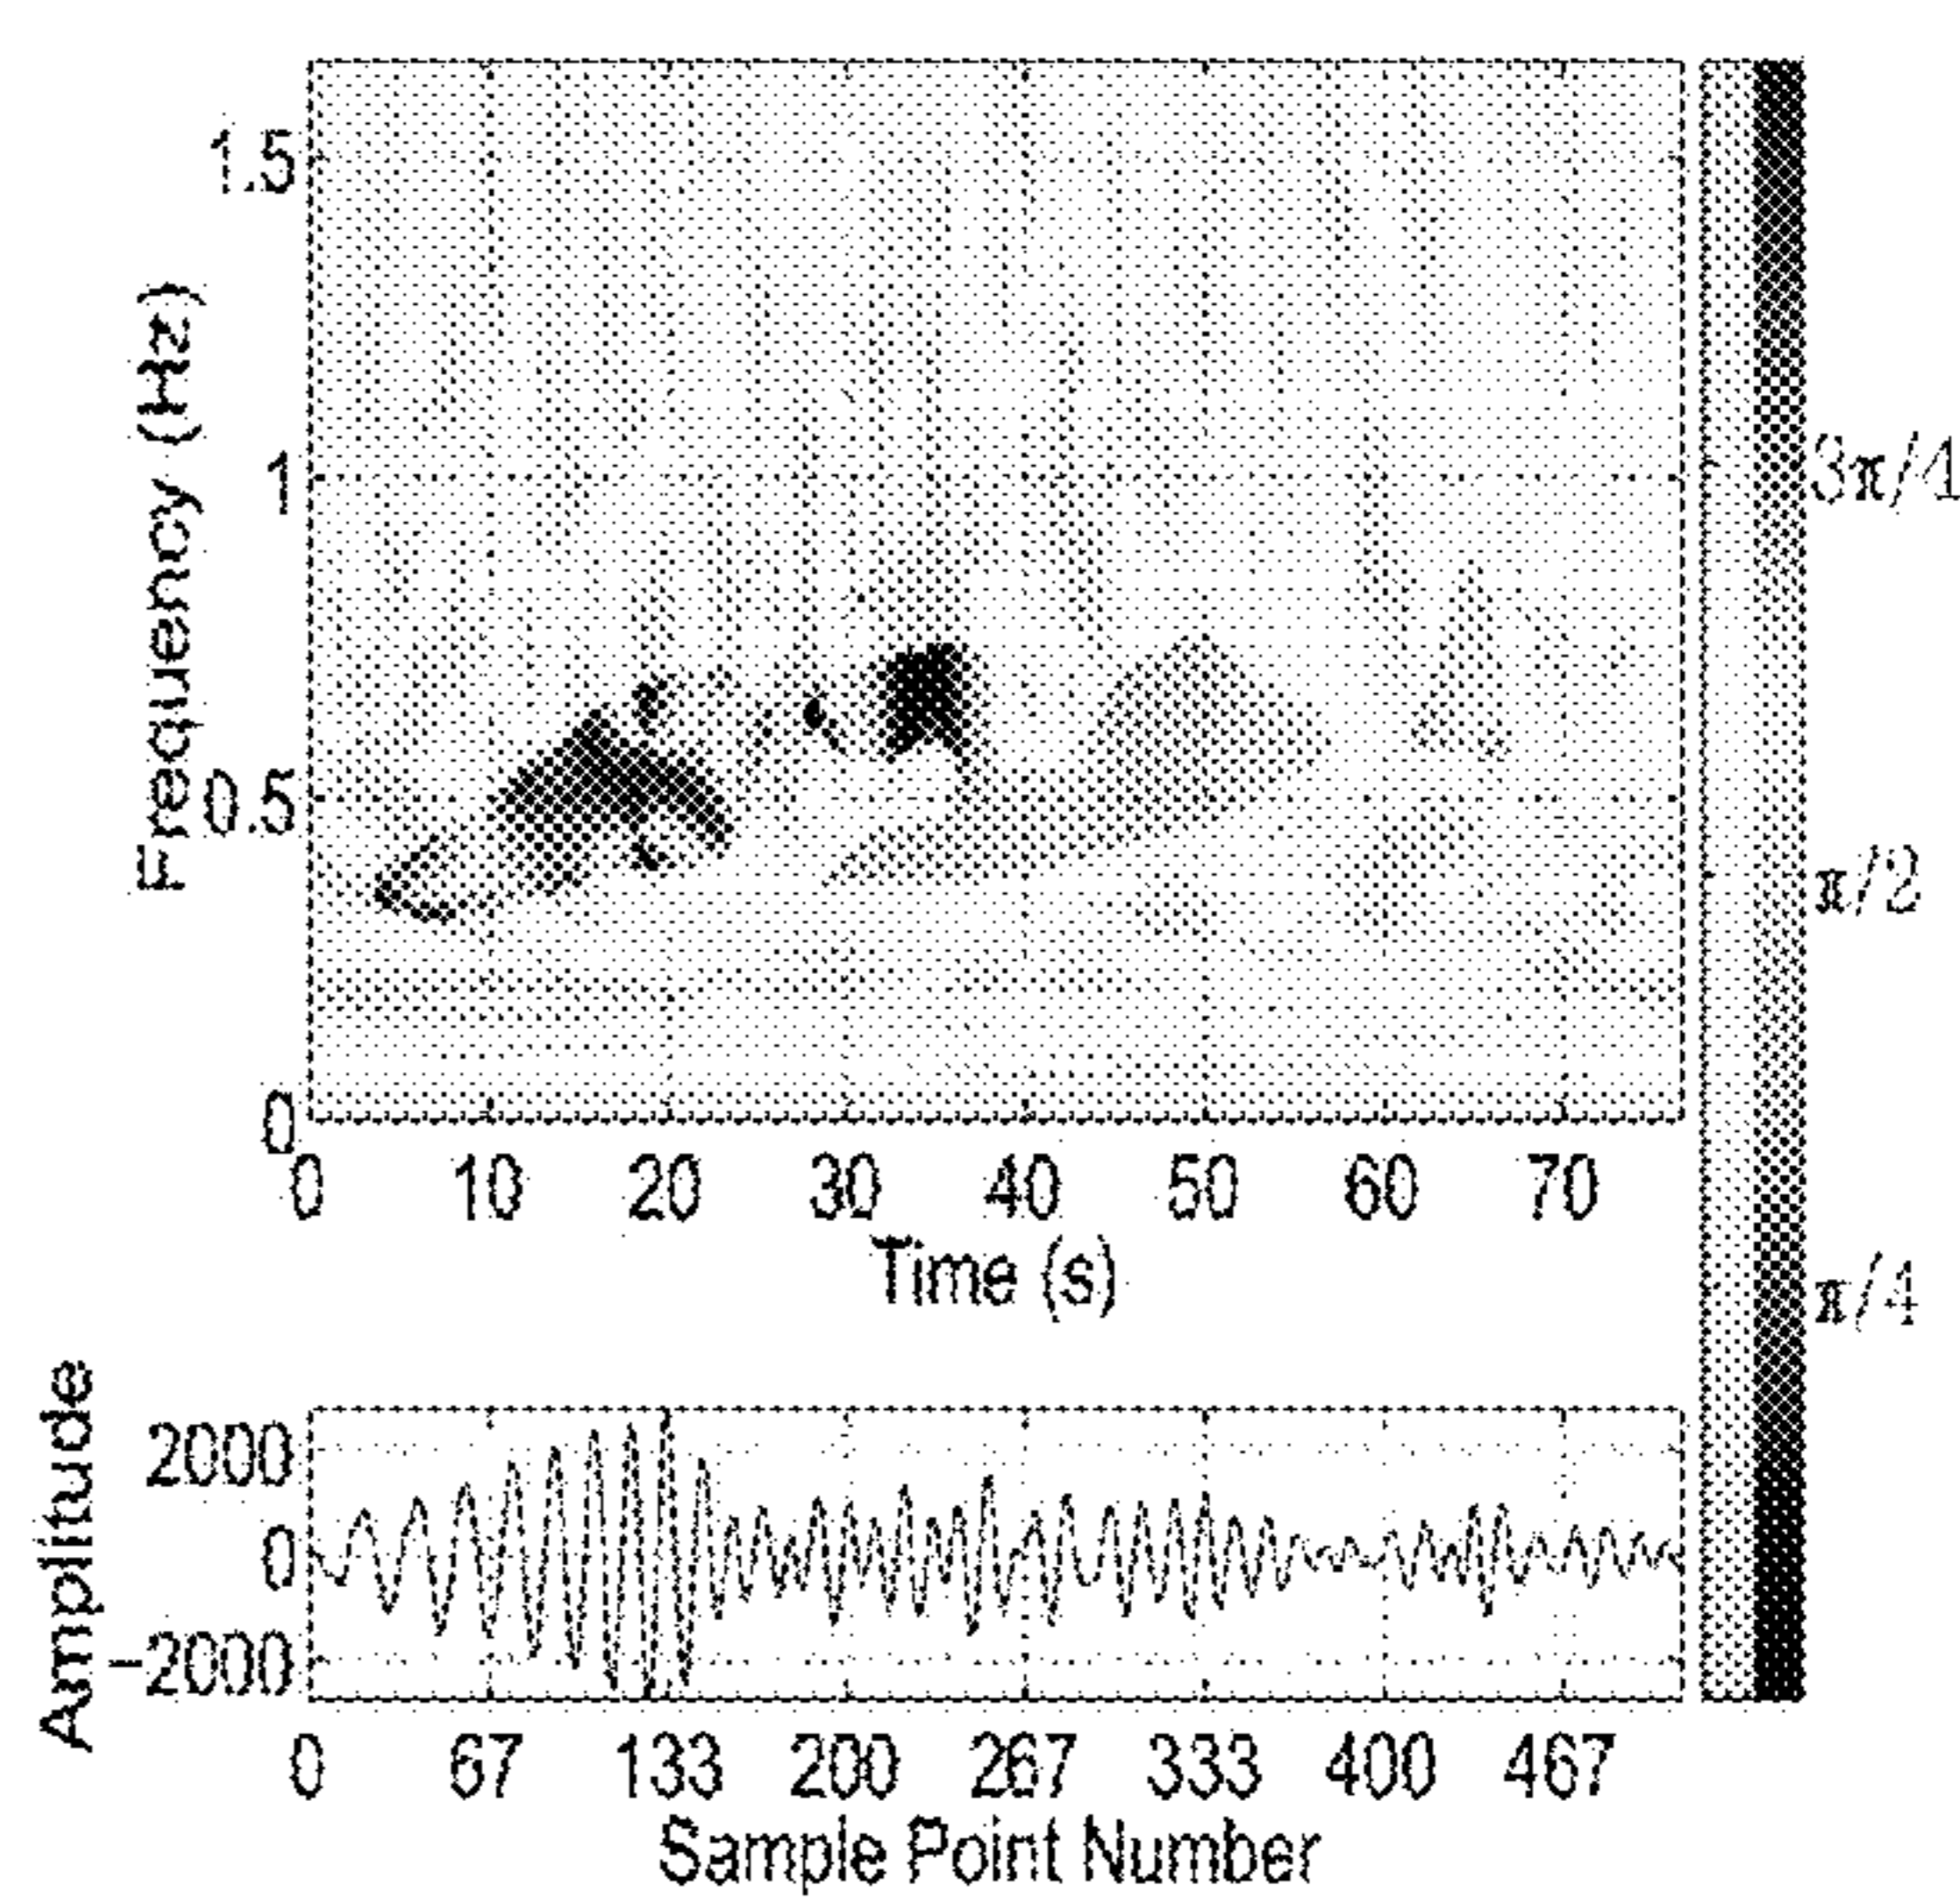 1.5
1
0.5
0
Frequency (Hz)
0 10 20 30 40 50 60 70
Time (s)
3π/4
π/2
π/4
Amplitude
2000
0
-2000
0 67 133 200 267 333 400 467
Sample Point Number